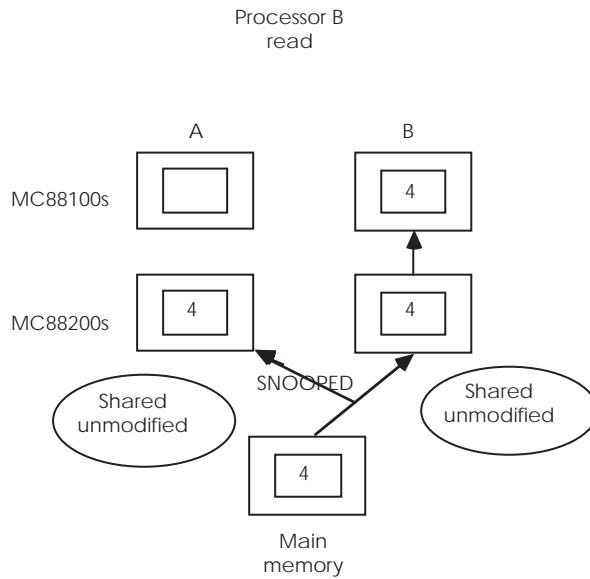 Processor B
read
A
B
MC88100s
4
MC88200s
4
4
SNOOPED
Shared
unmodified
Shared
unmodified
4
Main
memory